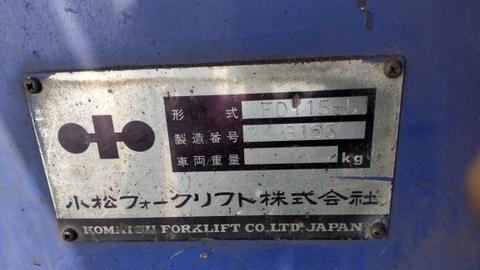 形式 FD115-
製造番号
車両重量 kg
小松フォークリフト株式会社
KOMATSU FORKLIFT CO.LTD. JAPAN